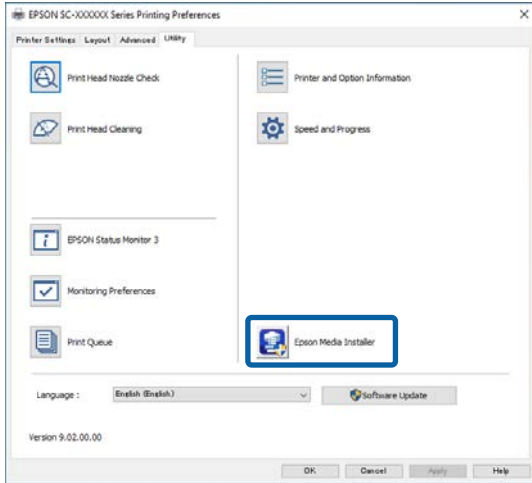 EPSON SC-XXXXXX Series Printing Preferences
Printer Settings Layout Advanced Utility
Print Head Nozzle Check
Printer and Option Information
Print Head Cleaning
Speed and Progress
EPSON Status Monitor 3
Monitoring Preferences
Print Queue
Epson Media Installer
Language :
English (English)
Software Update
Version 9.02.00.00
OK Cancel Apply Help